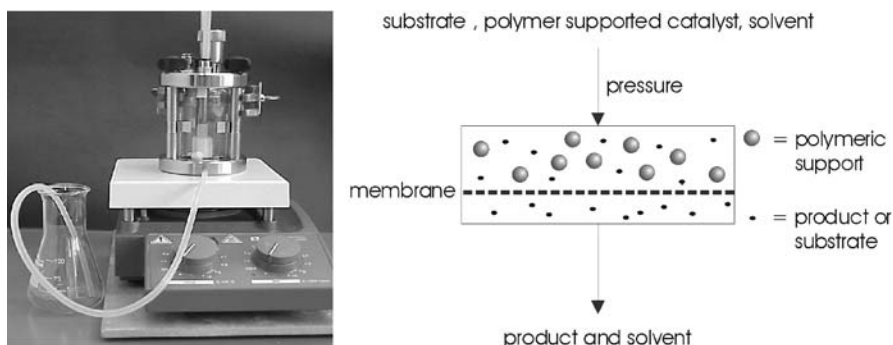 substrate , polymer supported catalyst, solvent
pressure
= polymeric
support
membrane
= product or
substrate
product and solvent